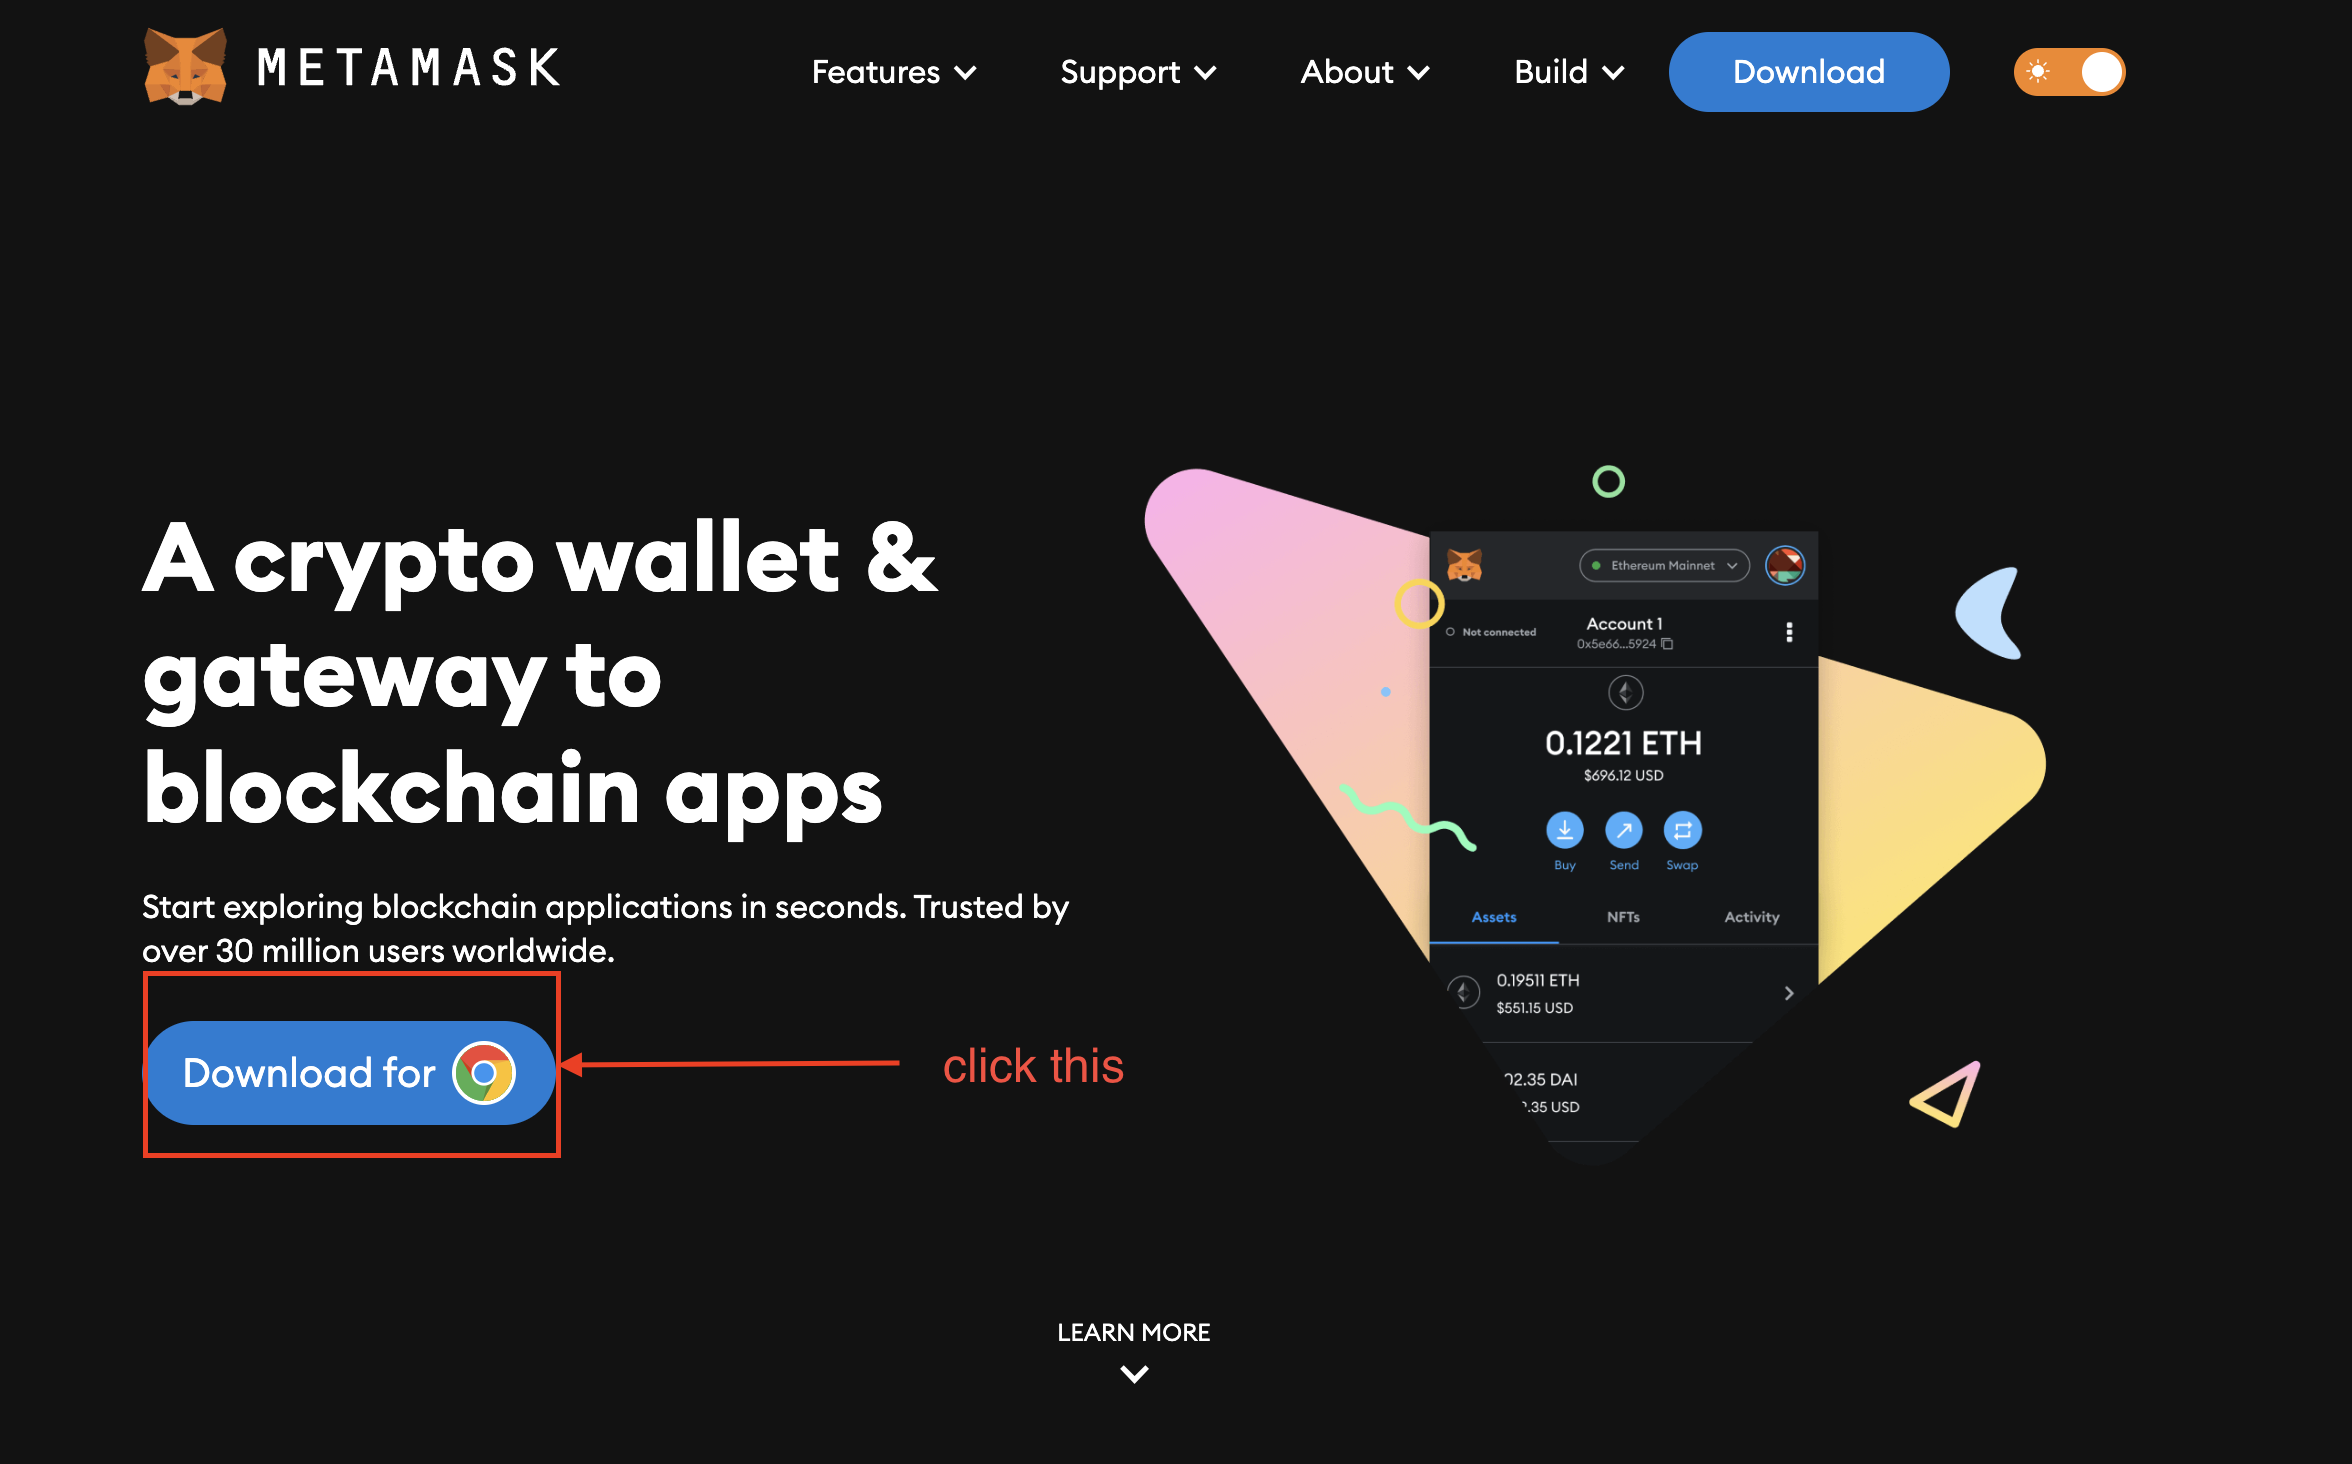 METAMASK
Features
Support
About
Build
Download
A crypto wallet &
gateway to
blockchain apps
Start exploring blockchain applications in seconds. Trusted by
over 30 million users worldwide.
Download for
click this
Ethereum Mainnet
Not connected
Account 1
0x5e66...5924
0.1221 ETH
$696.12 USD
Buy
Send
Swap
Assets
NFTs
Activity
0.19511 ETH
$551.15 USD
02.35 DAI
.35 USD
LEARN MORE